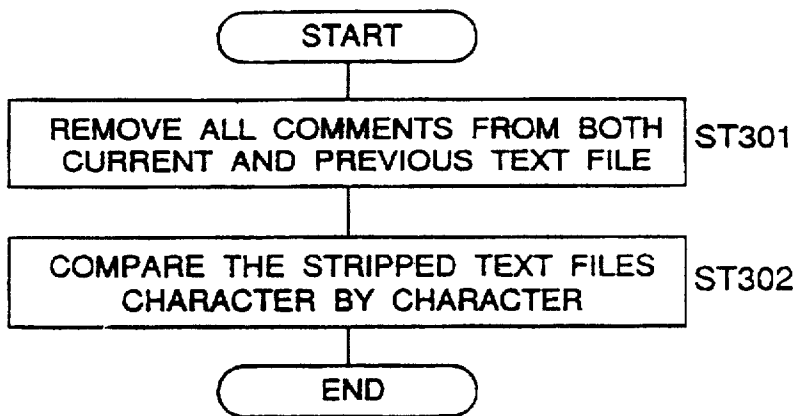 START
REMOVE ALL COMMENTS FROM BOTH
CURRENT AND PREVIOUS TEXT FILE
ST301
COMPARE THE STRIPPED TEXT FILES
CHARACTER BY CHARACTER
ST302
END